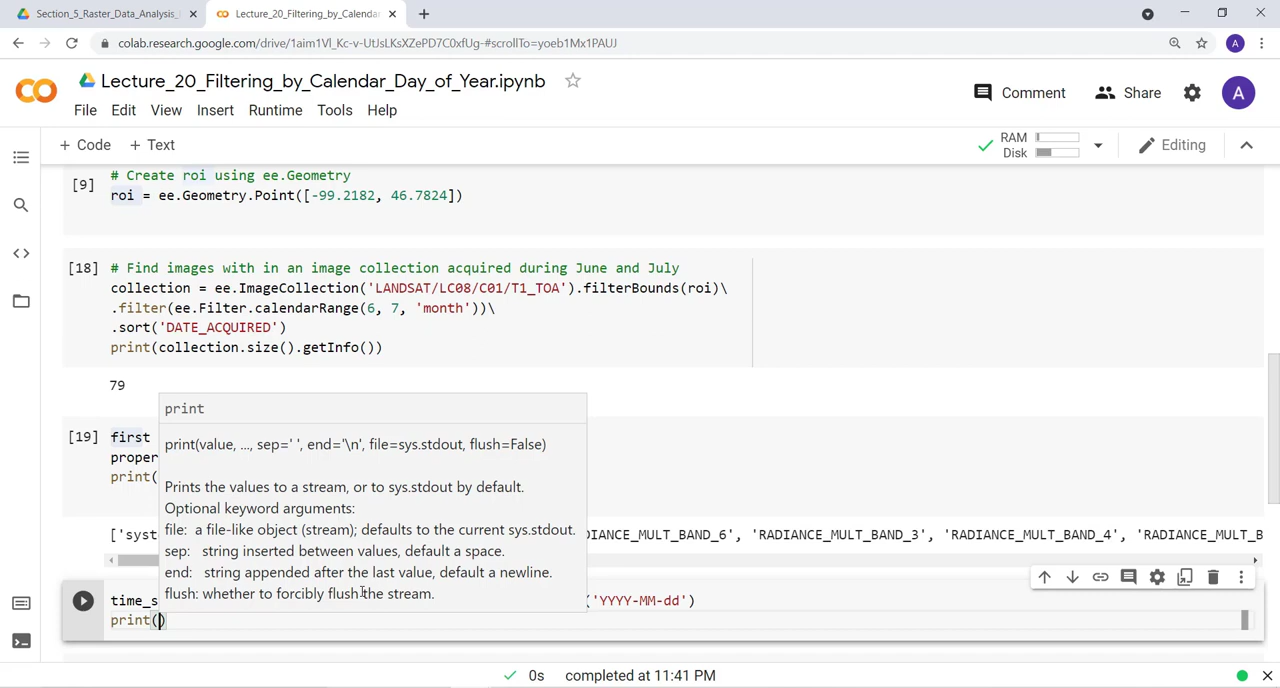 Section_5_Raster_Data_Analysis_
Lecture_20_Filtering_by_Calenda
colab.research.google.com/drive/1aim1Vl_Kc-v-UtJsLKsXZePD7C0xfUg-#scrollTo=yoeb1Mx1PAUJ
A
CO
Lecture_20_Filtering_by_Calendar_Day_of_Year.ipynb
Comment
Share
A
File Edit View Insert Runtime Tools Help
+ Code + Text
RAM
Disk
Editing
[9]
# Create roi using ee.Geometry
roi = ee.Geometry.Point([-99.2182, 46.7824])
[18]
# Find images with in an image collection acquired during June and July
collection = ee.ImageCollection('LANDSAT/LC08/C01/T1_TOA').filterBounds(roi)\
.filter(ee.Filter.calendarRange(6, 7, 'month'))\
.sort('DATE_ACQUIRED')
print(collection.size().getInfo())
79
print
print(value, ..., sep=' ', end='\n', file=sys.stdout, flush=False)
Prints the values to a stream, or to sys.stdout by default.
Optional keyword arguments:
file: a file-like object (stream); defaults to the current sys.stdout.
sep: string inserted between values, default a space.
end: string appended after the last value, default a newline.
flush: whether to forcibly flush the stream.
[19]
first
proper
print(
['syst
RADIANCE_MULT_BAND_6', 'RADIANCE_MULT_BAND_3', 'RADIANCE_MULT_BAND_4', 'RADIANCE_MULT_B
time_s
('YYYY-MM-dd')
print()
0s completed at 11:41 PM